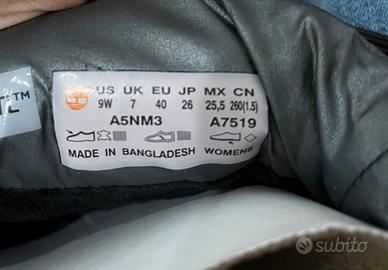 TL™
US UK EU JP MX CN
9W 7 40 26 25,5 260(1.5)
A5NM3 A7519
MADE IN BANGLADESH WOMENS
subito